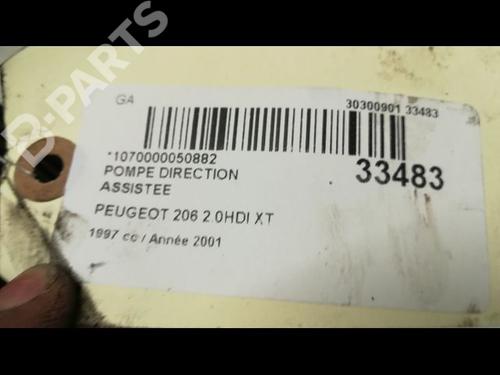 B-PARTS
GA
30300901 33483
*1070000050882
33483
POMPE DIRECTION
ASSISTEE
PEUGEOT 206 2.0HDI XT
1997 cc / Année 2001